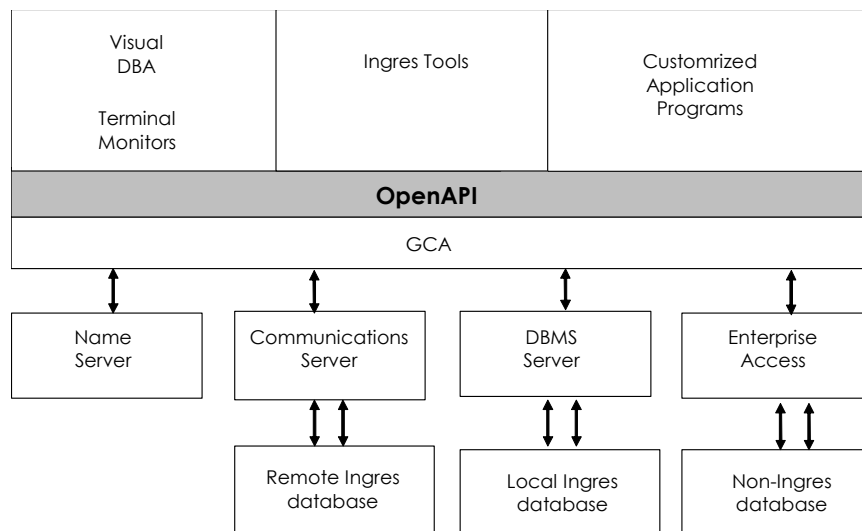 Visual
DBA
Terminal
Monitors
Ingres Tools
Customrized
Application
Programs
OpenAPI
GCA
Name
Server
Communications
Server
DBMS
Server
Enterprise
Access
Remote Ingres
database
Local Ingres
database
Non-Ingres
database